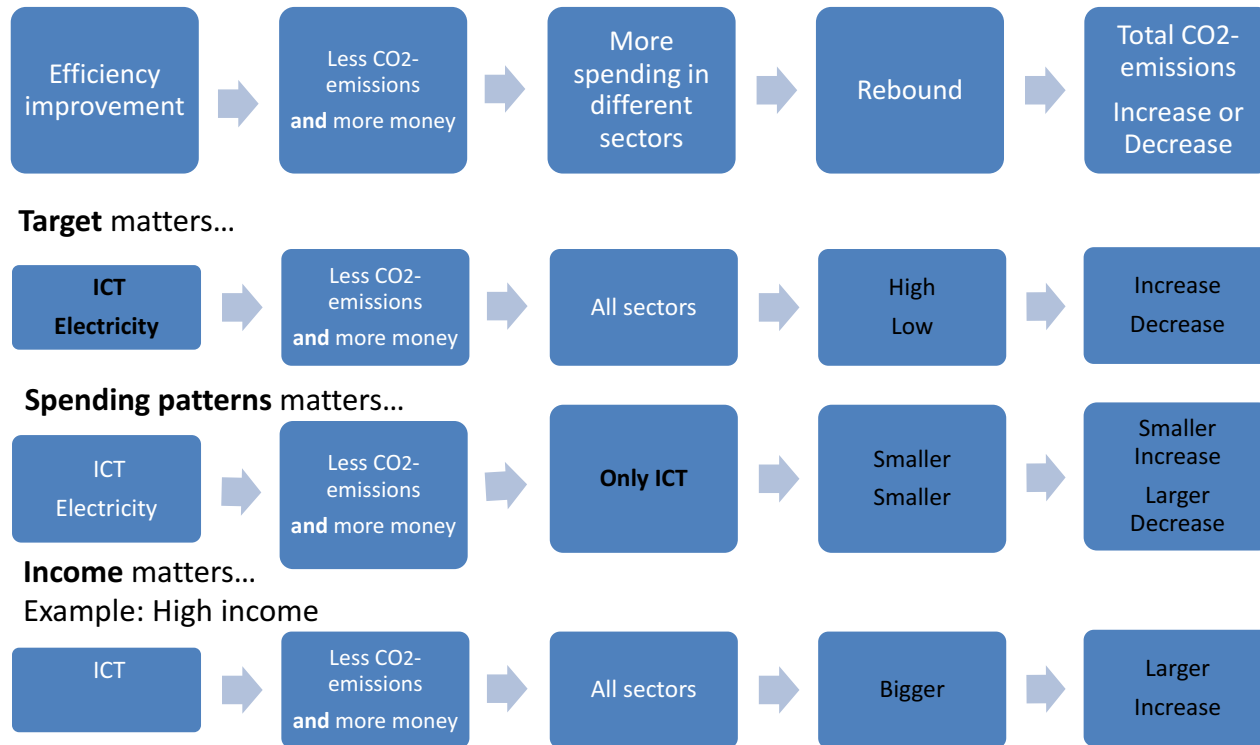 Efficiency
improvement
Less CO2-
emissions
and more money
More
spending in
different
sectors
Rebound
Total CO2-
emissions
Increase or
Decrease
Target matters...
ICT
Electricity
Less CO2-
emissions
and more money
All sectors
High
Low
Increase
Decrease
Spending patterns matters...
ICT
Electricity
Less CO2-
emissions
and more money
Only ICT
Smaller
Smaller
Smaller
Increase
Larger
Decrease
Income matters...
Example: High income
ICT
Less CO2-
emissions
and more money
All sectors
Bigger
Larger
Increase